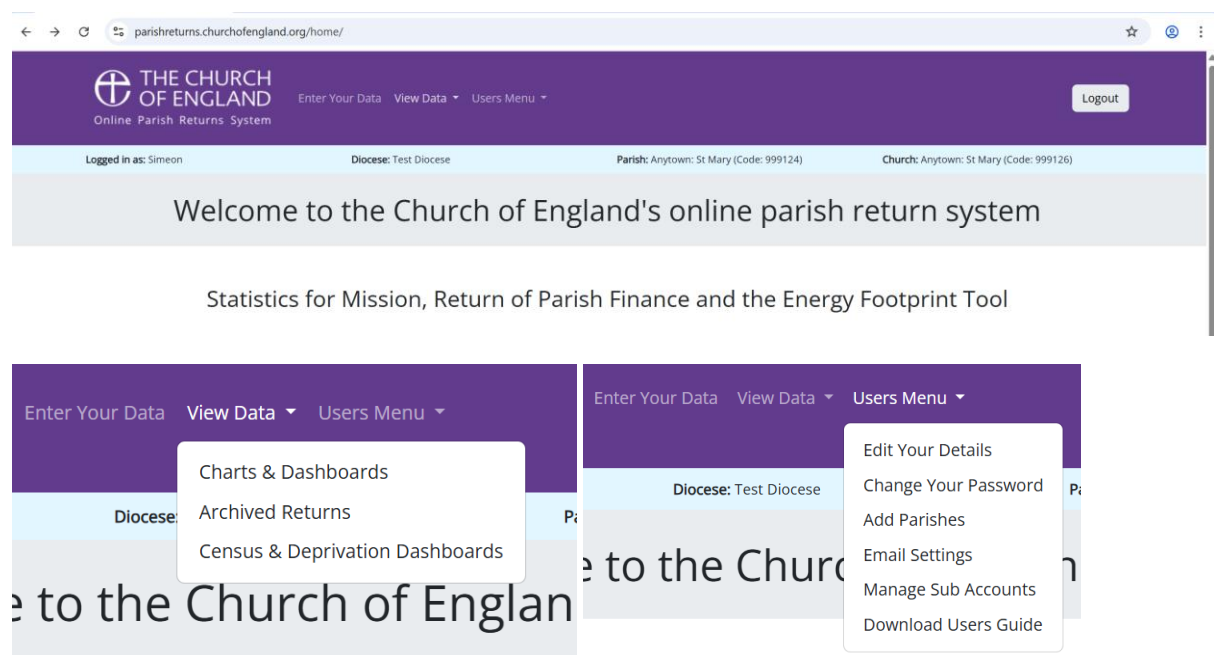 parishreturns.churchofengland.org/home/
THE CHURCH
OF ENGLAND
Online Parish Returns System
Enter Your Data View Data Users Menu
Logout
Logged in as: Simeon Diocese: Test Diocese Parish: Anytown: St Mary (Code: 999124) Church: Anytown: St Mary (Code: 999126)
Welcome to the Church of England's online parish return system
Statistics for Mission, Return of Parish Finance and the Energy Footprint Tool
Enter Your Data View Data Users Menu
Charts & Dashboards
Archived Returns
Census & Deprivation Dashboards
Diocese: Pa
e to the Church of Englan
Enter Your Data View Data Users Menu
Edit Your Details
Change Your Password
Add Parishes
Email Settings
Manage Sub Accounts
Download Users Guide
Diocese: Test Diocese Pa
e to the Churc n